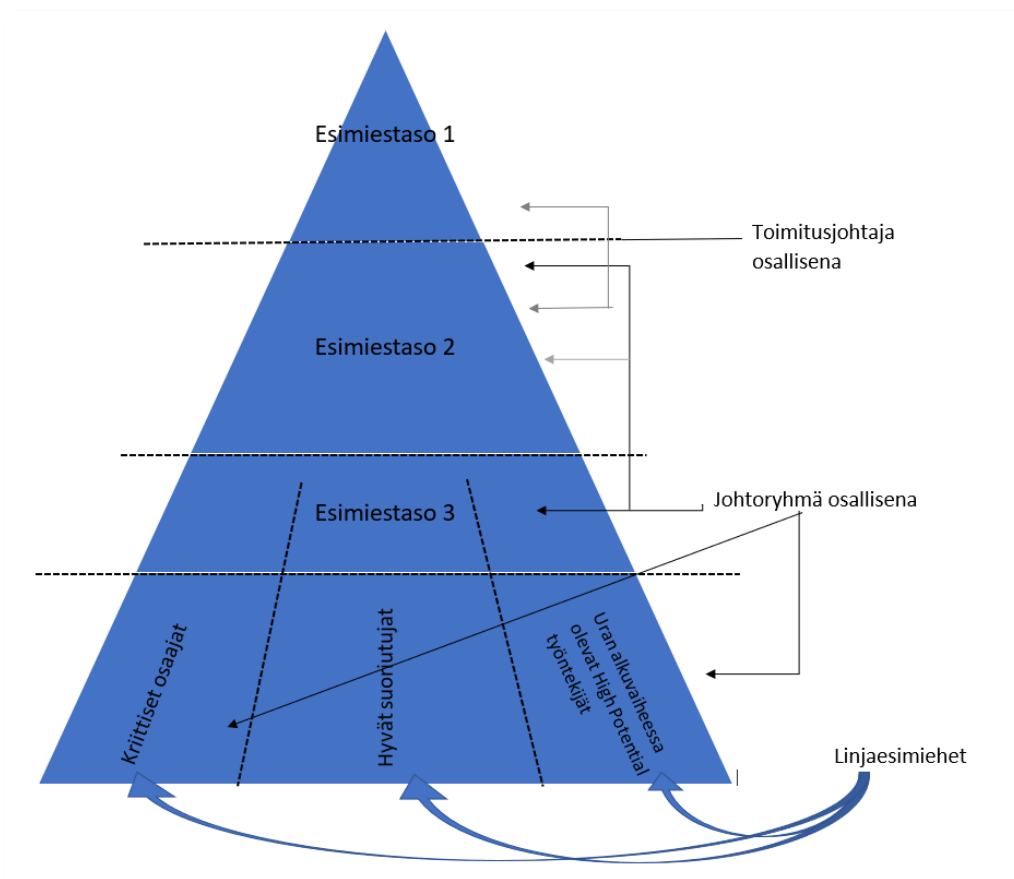 Esimiestaso 1
Toimitusjohtaja
osallisena
Esimiestaso 2
Johtoryhmä osallisena
Esimiestaso 3
Kriittiset osaajat
Hyvät suoriutujat
Uran alkuvaiheessa
olevat High Potential
työntekijät
Linjaesimiehet